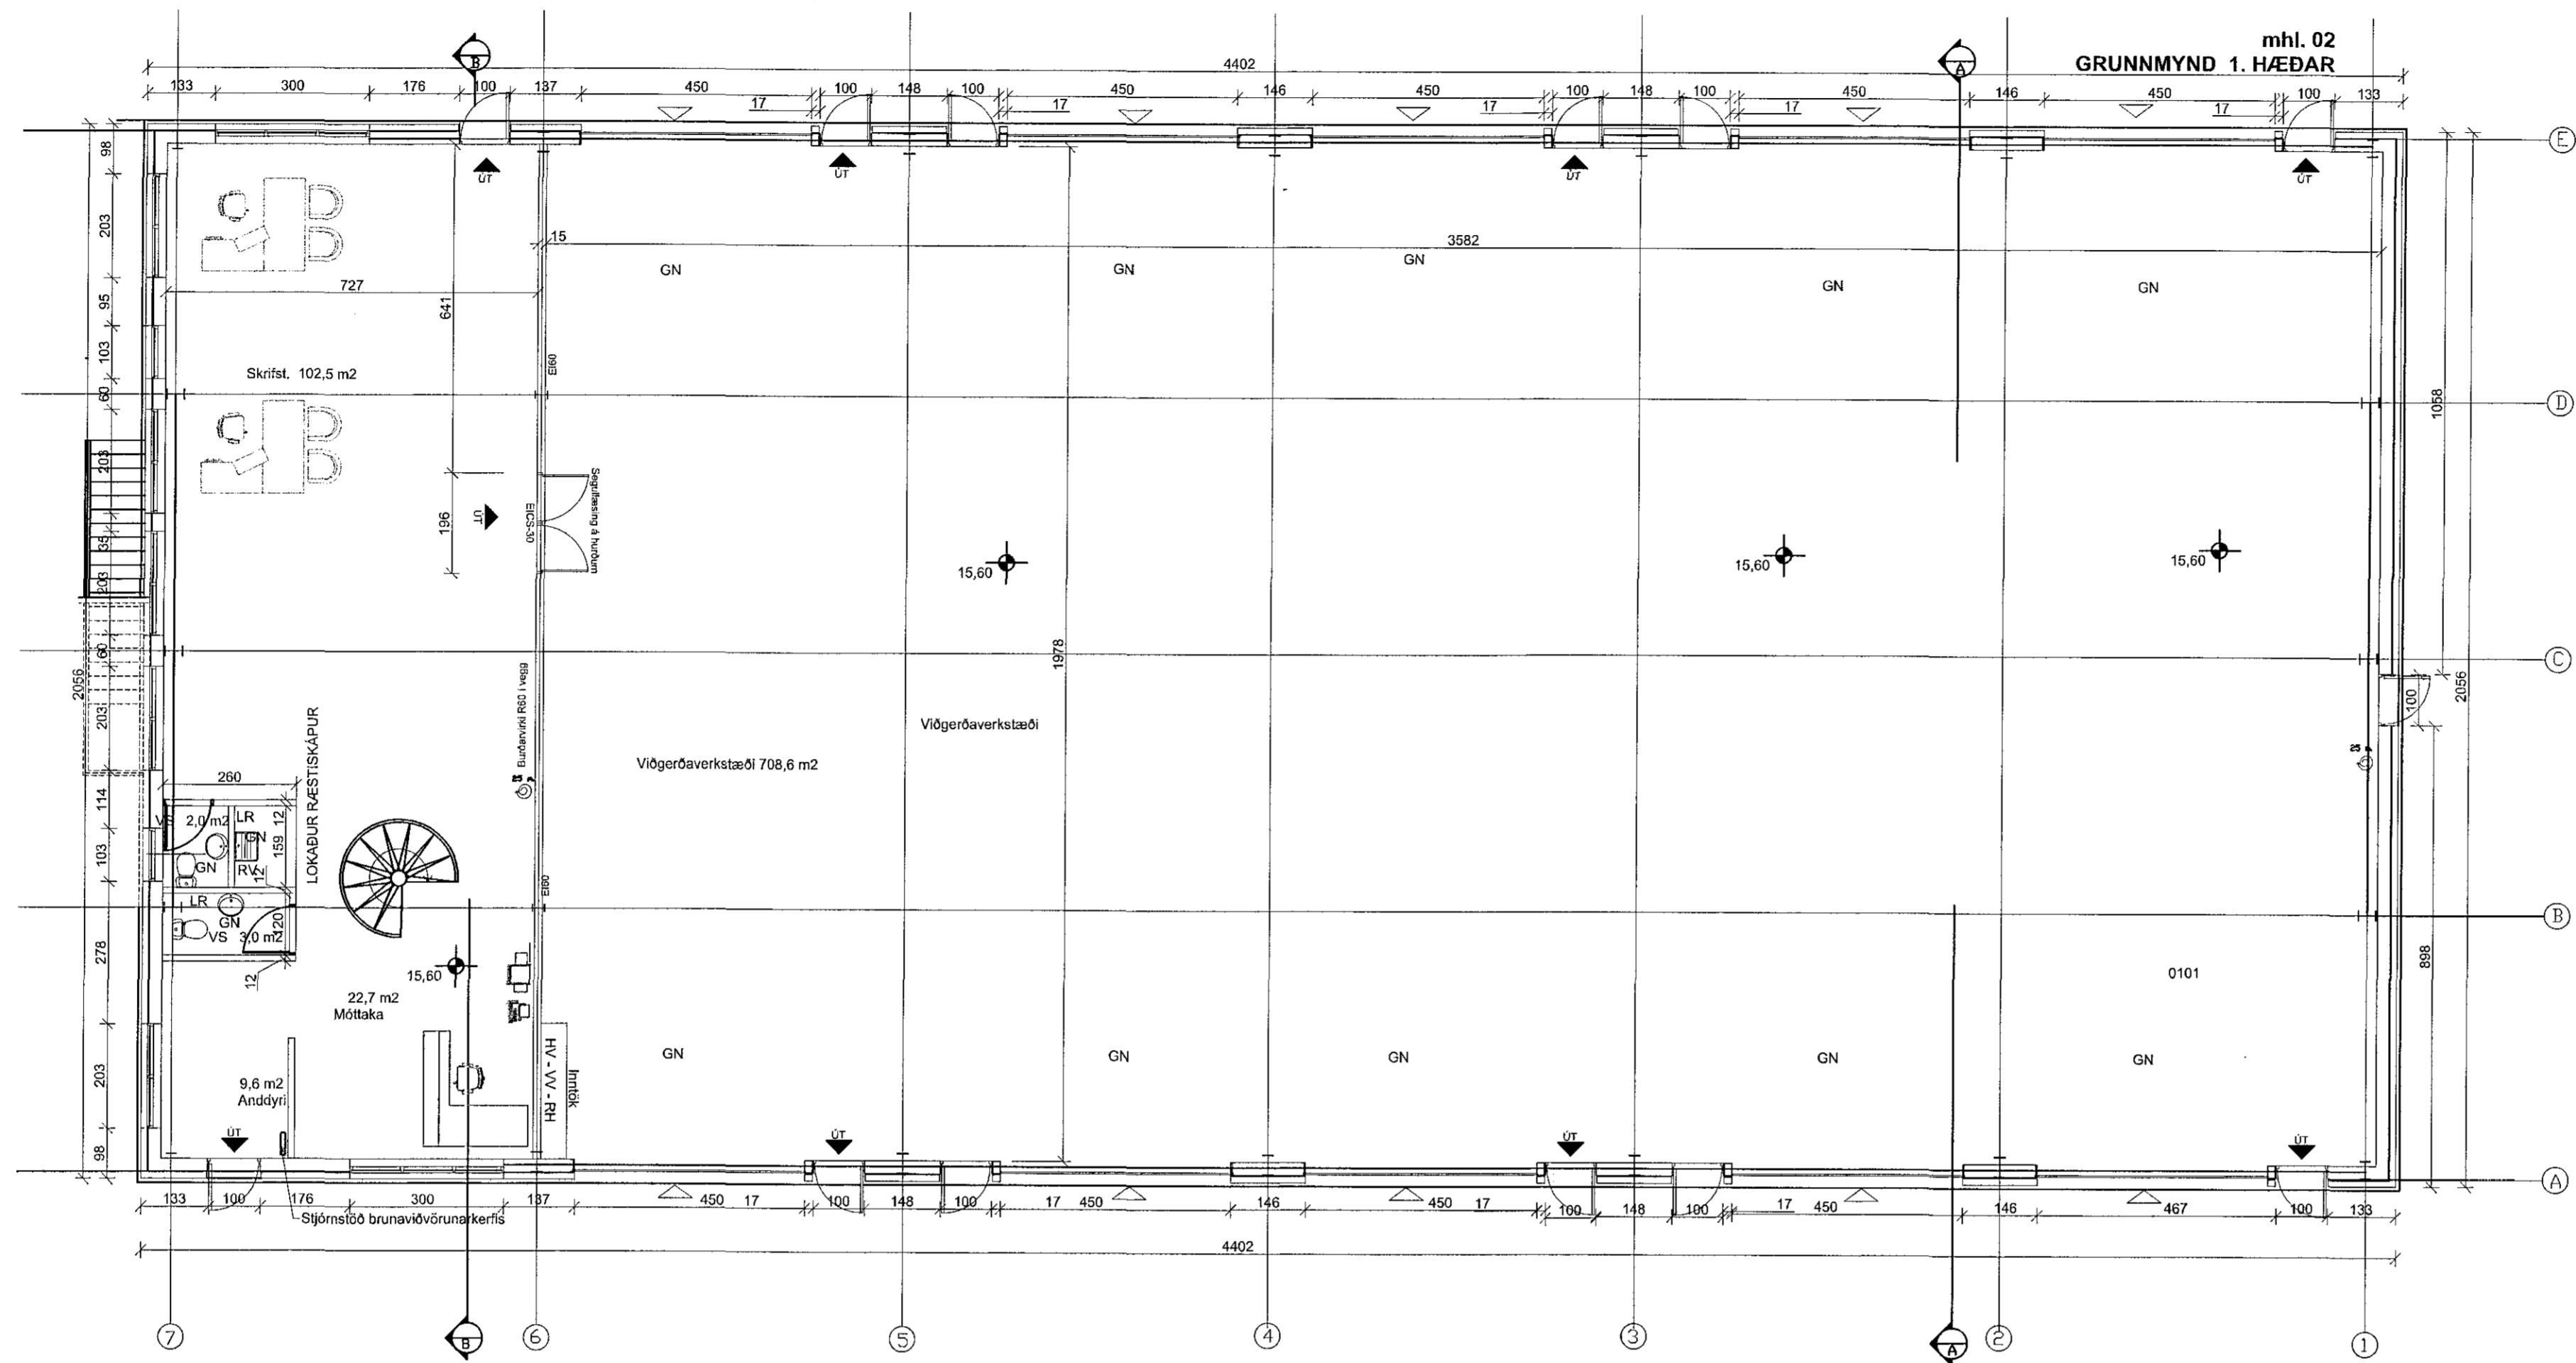 mhl. 02
GRUNNMYND 1. HÆÐAR
B
A
4402
133 300 176 100 137 450 17 100 148 100 17 450 146 450 17 100 148 100 17 450 146 450 17 100 133
E
98
ÚT ÚT ÚT ÚT
203
15
3582
GN GN GN GN GN
727
641
95
103
EI60
Skrifst. 102,5 m2
60
D
1058
203
196
ÚT
EICS-30
Segullæsing á hurðum
35
203
15,60 15,60 15,60
60
1978
C
2056
203
Burðarvirki R60 í vegg
100
2056
Viðgerðaverkstæði
Viðgerðaverkstæði 708,6 m2
LOKAÐUR RÆSTISKÁPUR
260
25
25
114
VS 2,0 m2 LR 12
GN
159
103
GN RV 12
EI60
LR
GN
120
VS 3,0 m2
B
278
12
15,60
898
0101
22,7 m2
Móttaka
GN GN GN GN GN
203
9,6 m2
Anddyri
HV - VV - RH
Inntök
98
ÚT ÚT ÚT ÚT
A
133 100 176 300 137 450 17 100 148 100 17 450 146 450 17 100 148 100 17 450 146 467 100 133
Stjórnstöð brunaviðvörunarkerfis
4402
7 B 6 5 4 3 A 2 1